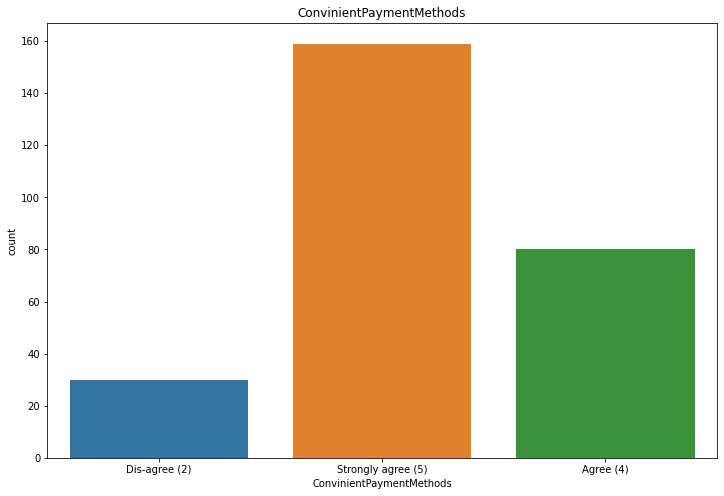 ConvinientPaymentMethods
160
140
120
100
80
60
40
20
0
count
Dis-agree (2)
Strongly agree (5)
Agree (4)
ConvinientPaymentMethods